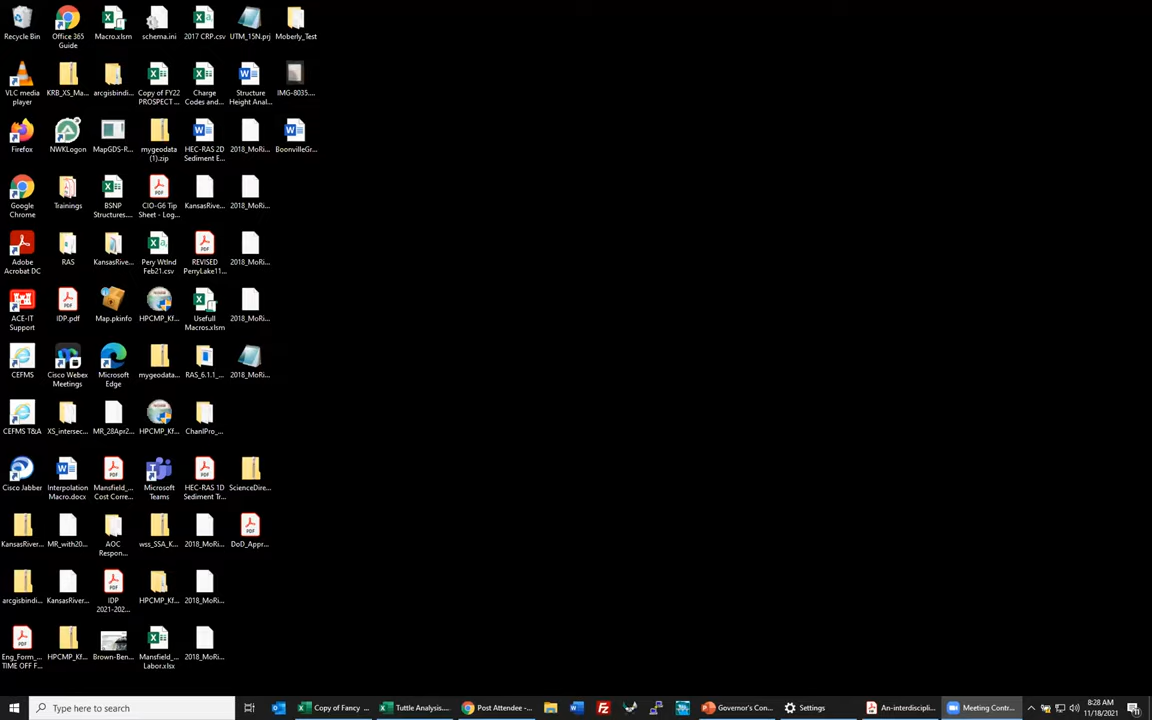 Recycle Bin
Office 365
Guide
Macro.xlsm
schema.ini
2017 CRP.csv
UTM_15N.prj
Moberly_Test
VLC media
player
KRB_XS_Ma...
arcgisbindi...
Copy of FY22
PROSPECT ...
Charge
Codes and...
Structure
Height Anal...
IMG-8035....
Firefox
NWKLogon
MapGDS-R...
mygeodata
(1).zip
HEC-RAS 2D
Sediment E...
2018_MoRi...
BoonvilleGr...
Google
Chrome
Trainings
BSNP
Structures....
CIO-G6 Tip
Sheet - Log...
KansasRive...
2018_MoRi...
Adobe
Acrobat DC
RAS
KansasRive...
Pery Wtlnd
Feb21.csv
REVISED
PerryLake11...
2018_MoRi...
ACE-IT
Support
IDP.pdf
Map.pkinfo
HPCMP_Kf...
Usefull
Macros.xlsm
2018_MoRi...
CEFMS
Cisco Webex
Meetings
Microsoft
Edge
mygeodata...
RAS_6.1.1_...
2018_MoRi...
CEFMS T&A
XS_intersec...
MR_28Apr2...
HPCMP_Kf...
ChanlPro_...
Cisco Jabber
Interpolation
Macro.docx
Mansfield_...
Cost Corre...
Microsoft
Teams
HEC-RAS 1D
Sediment Tr...
ScienceDire...
KansasRiver...
MR_with20...
AOC
Respon...
wss_SSA_K...
2018_MoRi...
DoD_Appr...
arcgisbindi...
KansasRiver...
IDP
2021-202...
HPCMP_Kf...
2018_MoRi...
Eng_Form_...
TIME OFF F...
HPCMP_Kf...
Brown-Ben...
Mansfield_...
Labor.xlsx
2018_MoRi...
Type here to search
Copy of Fancy ...
Tuttle Analysis....
Post Attendee -...
Governor's Con...
Settings
An-interdiscipli...
Meeting Contr...
8:28 AM
11/18/2021